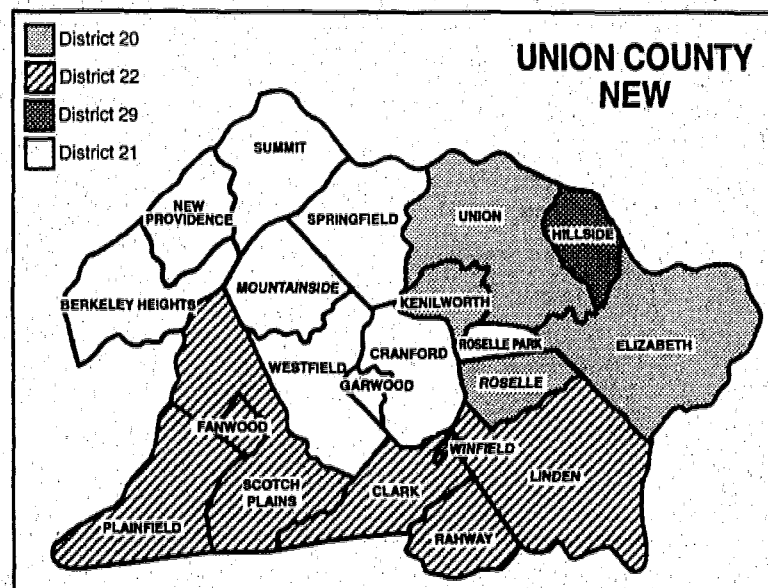 District 20
District 22
District 29
District 21
UNION COUNTY
NEW
SUMMIT
NEW
PROVIDENCE
SPRINGFIELD
UNION
HILLSIDE
BERKELEY HEIGHTS
MOUNTAINSIDE
KENILWORTH
ROSELLE PARK
ELIZABETH
WESTFIELD
CRANFORD
GARWOOD
ROSELLE
FANWOOD
WINFIELD
SCOTCH
PLAINS
CLARK
LINDEN
PLAINFIELD
RAHWAY